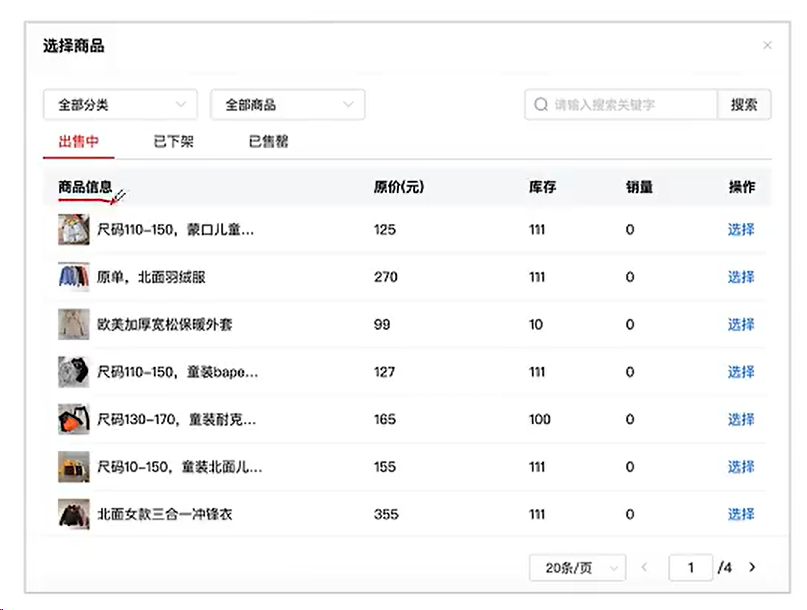 选择商品
全部分类 全部商品 请输入搜索关键字 搜索
出售中 已下架 已售罄
商品信息 原价(元) 库存 销量 操作
尺码110-150，蒙口儿童... 125 111 0 选择
原单，北面羽绒服 270 111 0 选择
欧美加厚宽松保暖外套 99 10 0 选择
尺码110-150，童装bape... 127 111 0 选择
尺码130-170，童装耐克... 165 100 0 选择
尺码10-150，童装北面儿... 155 111 0 选择
北面女款三合一冲锋衣 355 111 0 选择
20条/页 1 /4